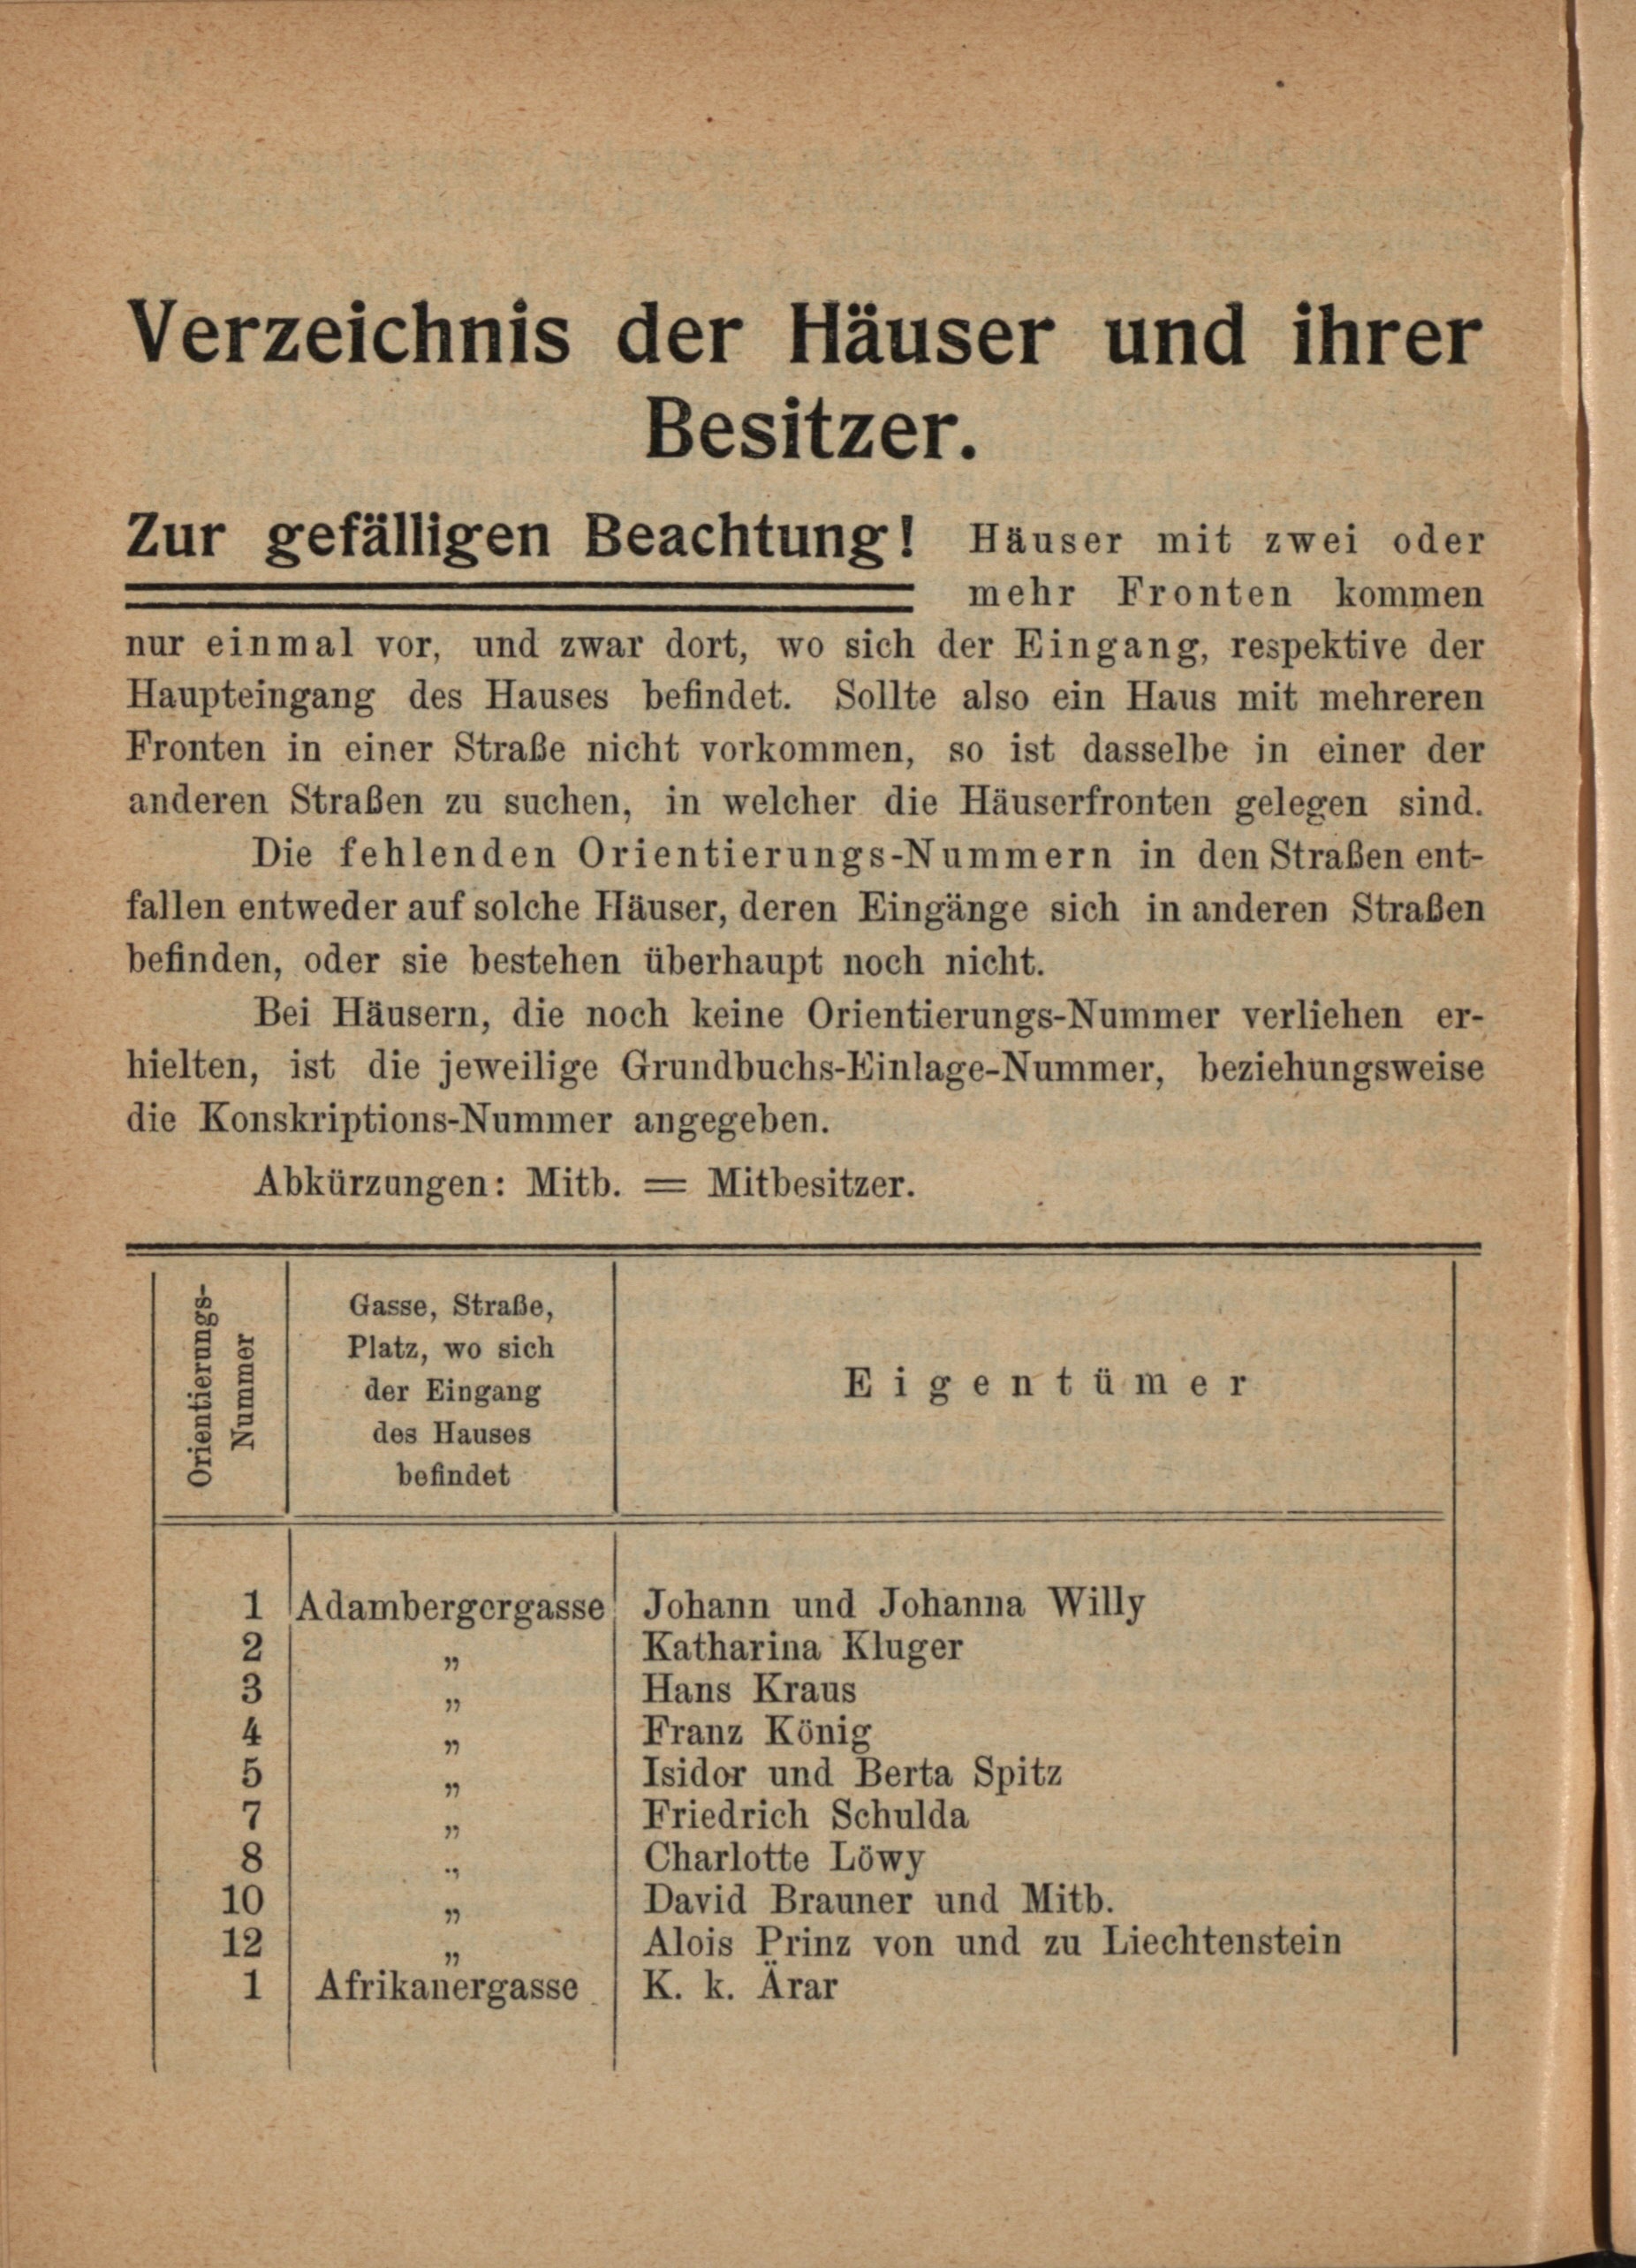 Verzeichnis der Häuser und ihrer
Besitzer.
Zur gefälligen Beachtung! Häuser mit zwei oder
mehr Fronten kommen
nur einmal vor, und zwar dort, wo sich der Eingang, respektive der
Haupteingang des Hauses befindet. Sollte also ein Haus mit mehreren
Fronten in einer Straße nicht vorkommen, so ist dasselbe in einer der
anderen Straßen zu suchen, in welcher die Häuserfronten gelegen sind.
Die fehlenden Orientierungs-Nummern in den Straßen ent-
fallen entweder auf solche Häuser, deren Eingänge sich in anderen Straßen
befinden, oder sie bestehen überhaupt noch nicht.
Bei Häusern, die noch keine Orientierungs-Nummer verliehen er-
hielten, ist die jeweilige Grundbuchs-Einlage-Nummer, beziehungsweise
die Konskriptions-Nummer angegeben.
Abkürzungen: Mitb. = Mitbesitzer.
Orientierungs-
Nummer
Gasse, Straße,
Platz, wo sich
der Eingang
des Hauses
befindet
Eigentümer
1 Adambergergasse Johann und Johanna Willy
2 „ Katharina Kluger
3 „ Hans Kraus
4 „ Franz König
5 „ Isidor und Berta Spitz
7 „ Friedrich Schulda
8 „ Charlotte Löwy
10 „ David Brauner und Mitb.
12 „ Alois Prinz von und zu Liechtenstein
1 Afrikanergasse K. k. Ärar